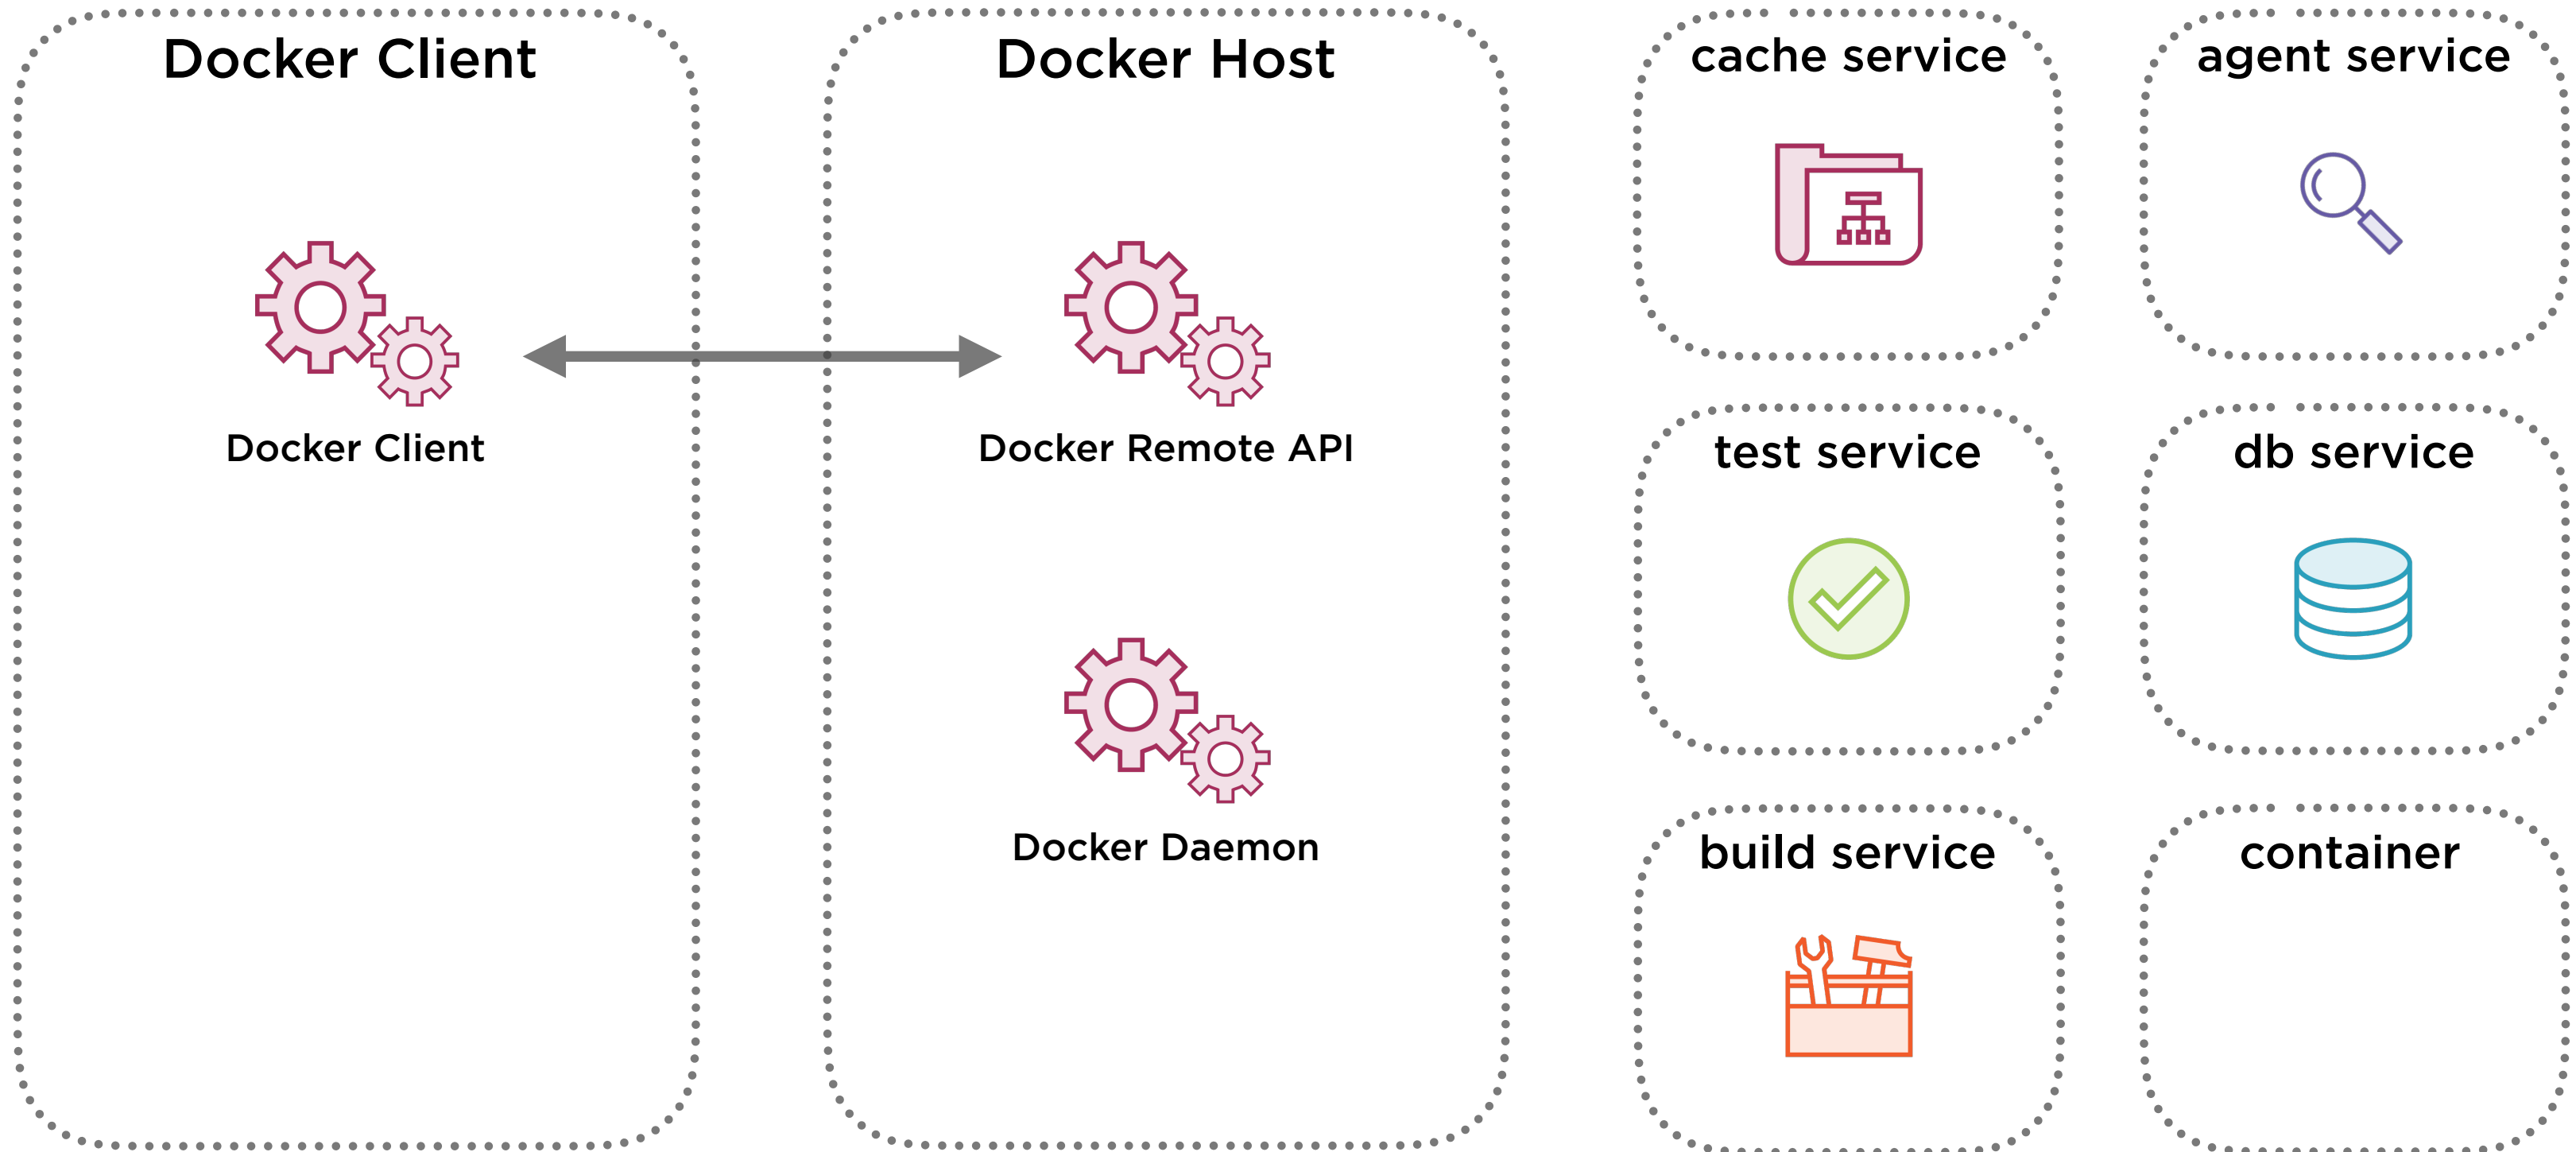 Docker Client
Docker Client
Docker Host
Docker Remote API
Docker Daemon
cache service
agent service
test service
db service
build service
container